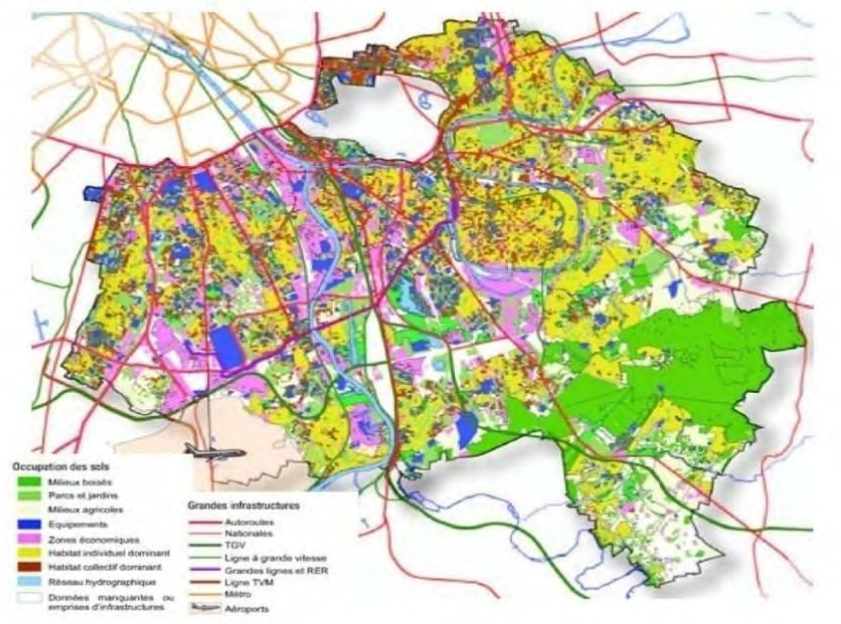 Occupation des sols
Milieux boisés
Parcs et jardins
Milieux agricoles
Equipements
Zones économiques
Habitat individuel dominant
Habitat collectif dominant
Réseau hydrographique
Données manquantes ou
emprises d'infrastructures
Grandes infrastructures
Autoroutes
Nationales
TGV
Ligne à grande vitesse
Grandes lignes et RER
Ligne TVM
Métro
Aéroports